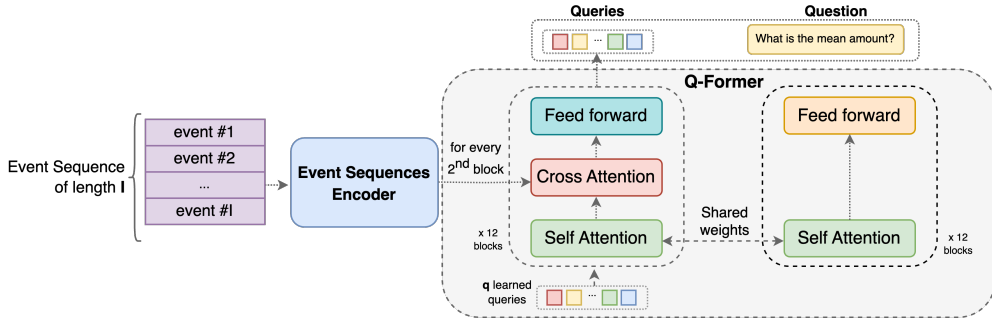 Queries
Question
...
What is the mean amount?
Q-Former
Feed forward
Feed forward
event #1
event #2
...
event #l
Event Sequence
of length l
Event Sequences
Encoder
for every
2nd block
Cross Attention
Shared
weights
Self Attention
Self Attention
x 12
blocks
x 12
blocks
q learned
queries
...